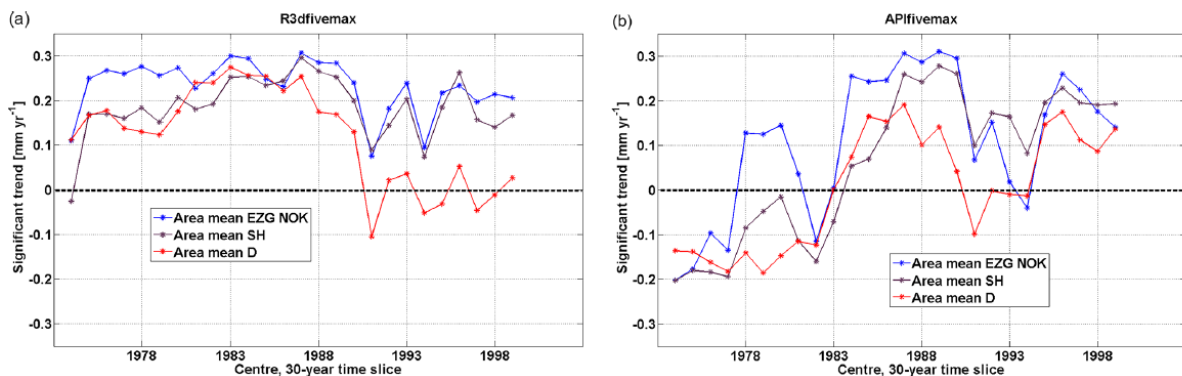 (a)
R3dfivemax
Significant trend [mm yr-1]
0.3
0.2
0.1
0
-0.1
-0.2
-0.3
Area mean EZG NOK
Area mean SH
Area mean D
1978 1983 1988 1993 1998
Centre, 30-year time slice
(b)
APIfivemax
Significant trend [mm yr-1]
0.3
0.2
0.1
0
-0.1
-0.2
-0.3
Area mean EZG NOK
Area mean SH
Area mean D
1978 1983 1988 1993 1998
Centre, 30-year time slice